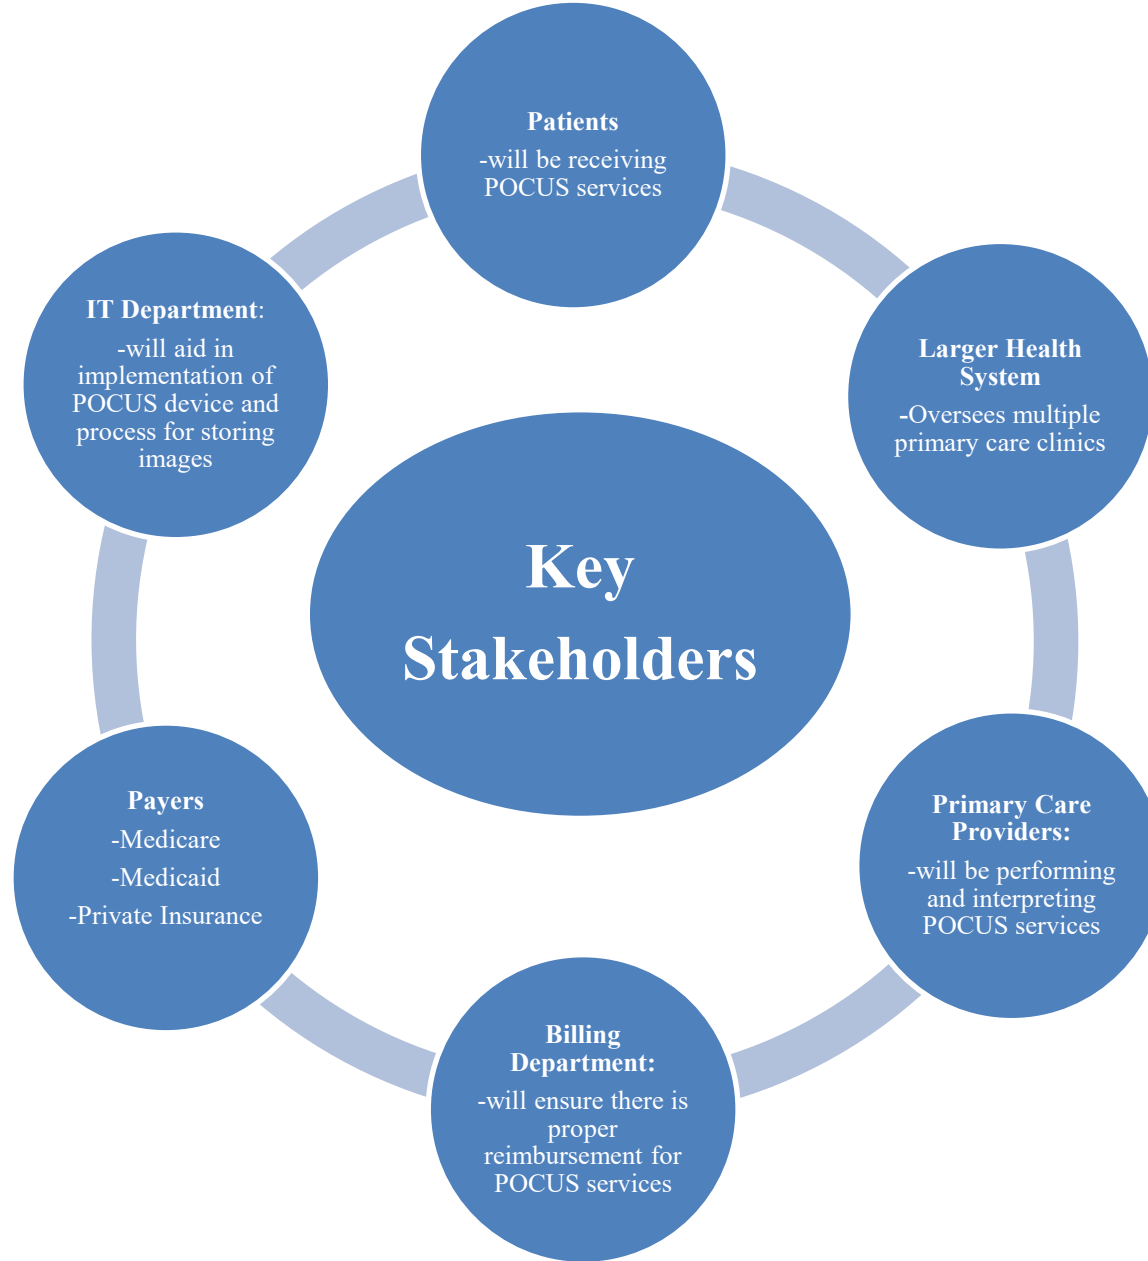 Patients
-will be receiving
POCUS services
IT Department:
-will aid in
implementation of
POCUS device and
process for storing
images
Larger Health
System
-Oversees multiple
primary care clinics
Key
Stakeholders
Payers
-Medicare
-Medicaid
-Private Insurance
Primary Care
Providers:
-will be performing
and interpreting
POCUS services
Billing
Department:
-will ensure there is
proper
reimbursement for
POCUS services